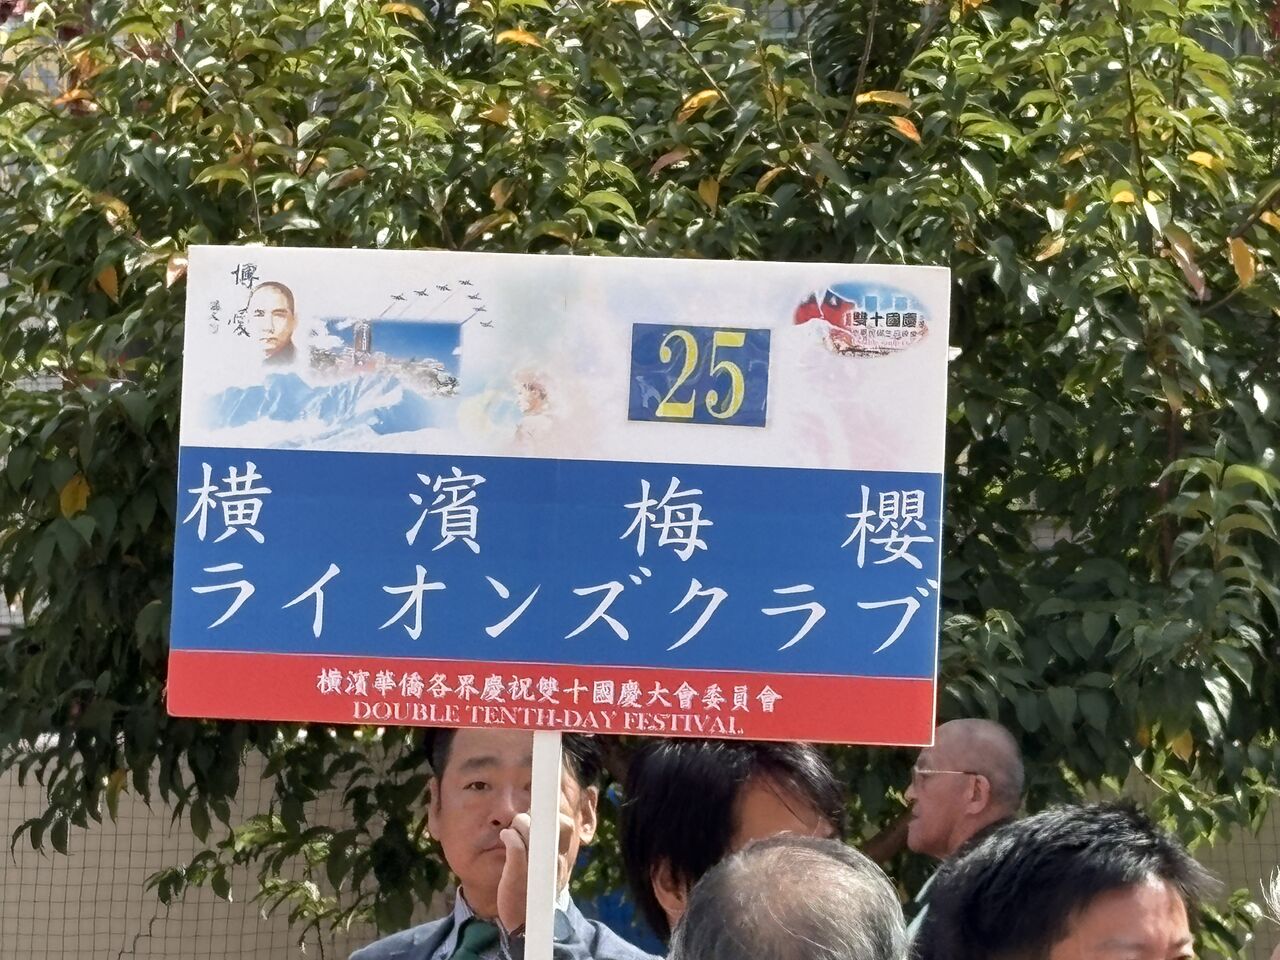 博愛
孫文
25
雙十國慶
橫濱梅櫻
ライオンズクラブ
橫濱華僑各界慶祝雙十國慶大會委員會
DOUBLE TENTH-DAY FESTIVAL